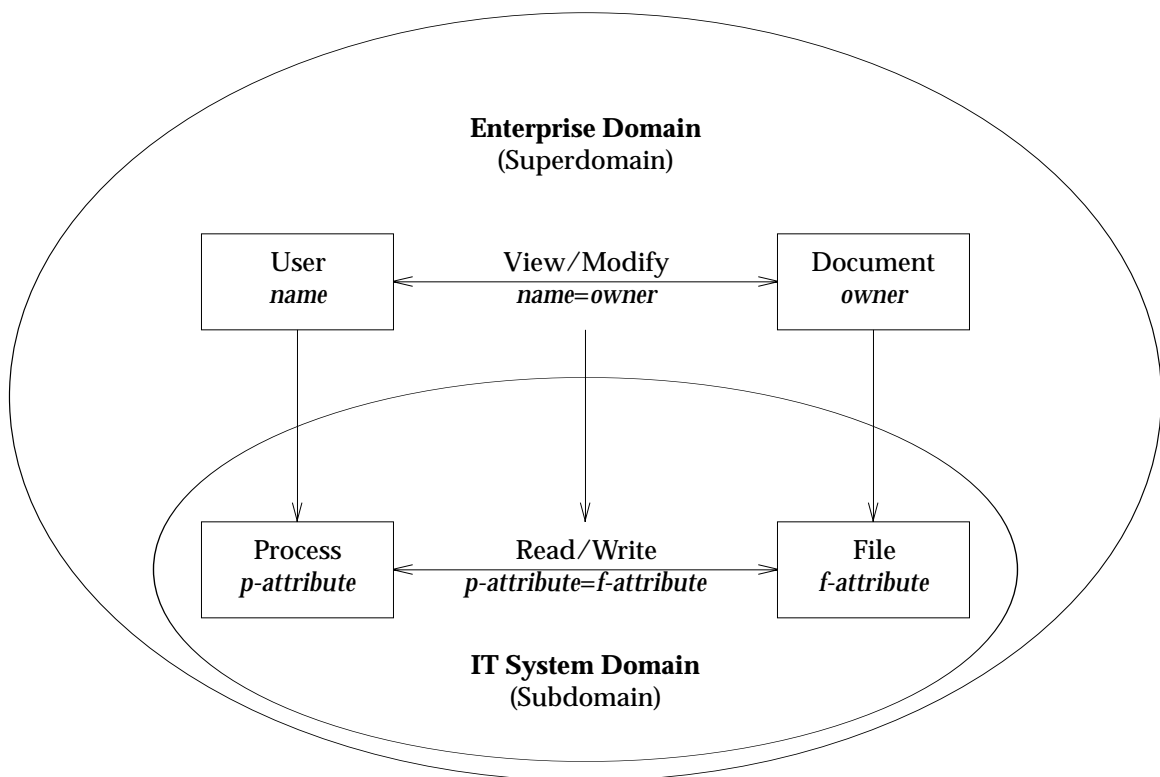 Enterprise Domain
(Superdomain)
User
name
View/Modify
name=owner
Document
owner
Process
p-attribute
Read/Write
p-attribute=f-attribute
File
f-attribute
IT System Domain
(Subdomain)